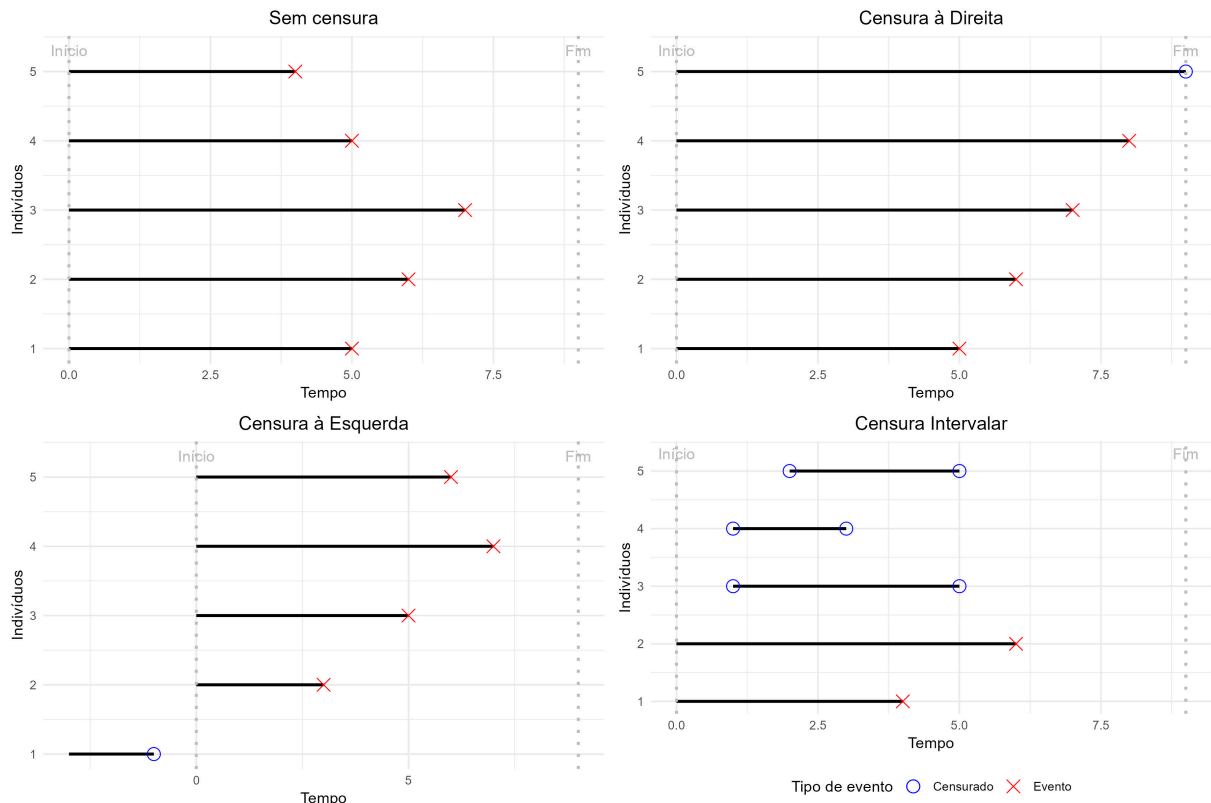 Sem censura
Início Fim
5
4
3
2
1
Indivíduos
0.0 2.5 5.0 7.5
Tempo
Censura à Direita
Início Fim
5
4
3
2
1
Indivíduos
0.0 2.5 5.0 7.5
Tempo
Censura à Esquerda
Início Fim
5
4
3
2
1
Indivíduos
0 5
Tempo
Censura Intervalar
Início Fim
5
4
3
2
1
Indivíduos
0.0 2.5 5.0 7.5
Tempo
Tipo de evento Censurado Evento